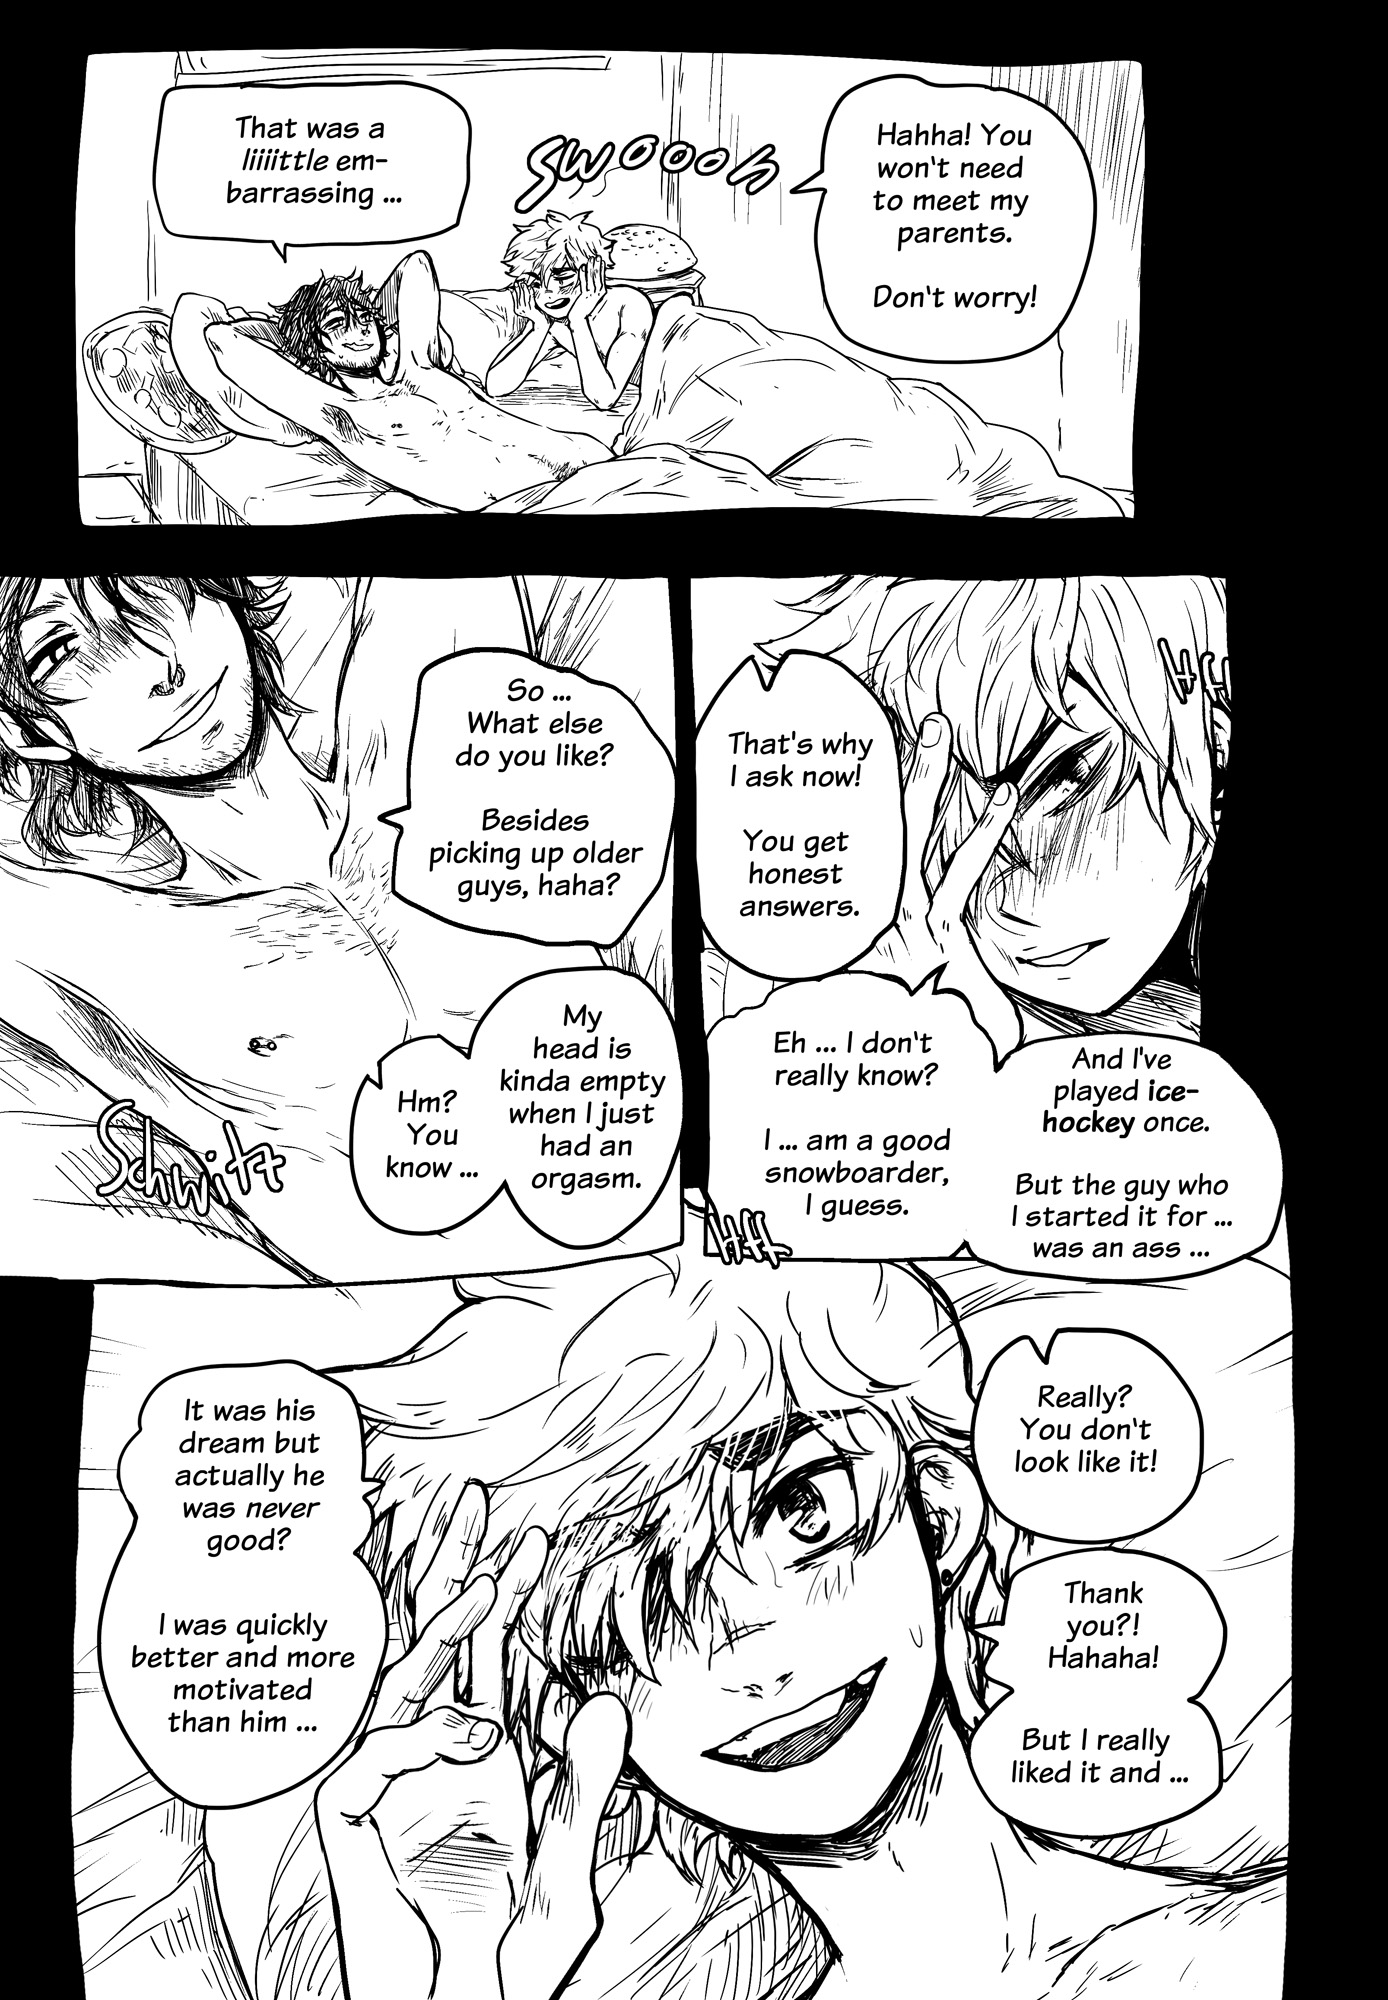 That was a
liiiittle em-
barrassing ...
Swoooh
Hahha! You
won't need
to meet my
parents.
Don't worry!
So ...
What else
do you like?
Besides
picking up older
guys, haha?
Hm?
You
know ...
My
head is
kinda empty
when I just
had an
orgasm.
Schwitz
That's why
I ask now!
You get
honest
answers.
Eh ... I don't
really know?
I ... am a good
snowboarder,
I guess.
And I've
played ice-
hockey once.
But the guy who
I started it for ...
was an ass ...
It was his
dream but
actually he
was never
good?
I was quickly
better and more
motivated
than him ...
Really?
You don't
look like it!
Thank
you?!
Hahaha!
But I really
liked it and ...